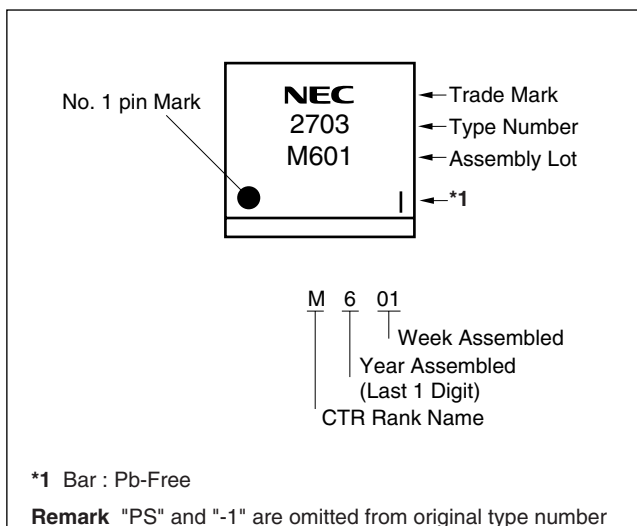 No. 1 pin Mark
NEC
2703
M601
Trade Mark
Type Number
Assembly Lot
*1
M 6 01
Week Assembled
Year Assembled
(Last 1 Digit)
CTR Rank Name
*1 Bar : Pb-Free
Remark "PS" and "-1" are omitted from original type number